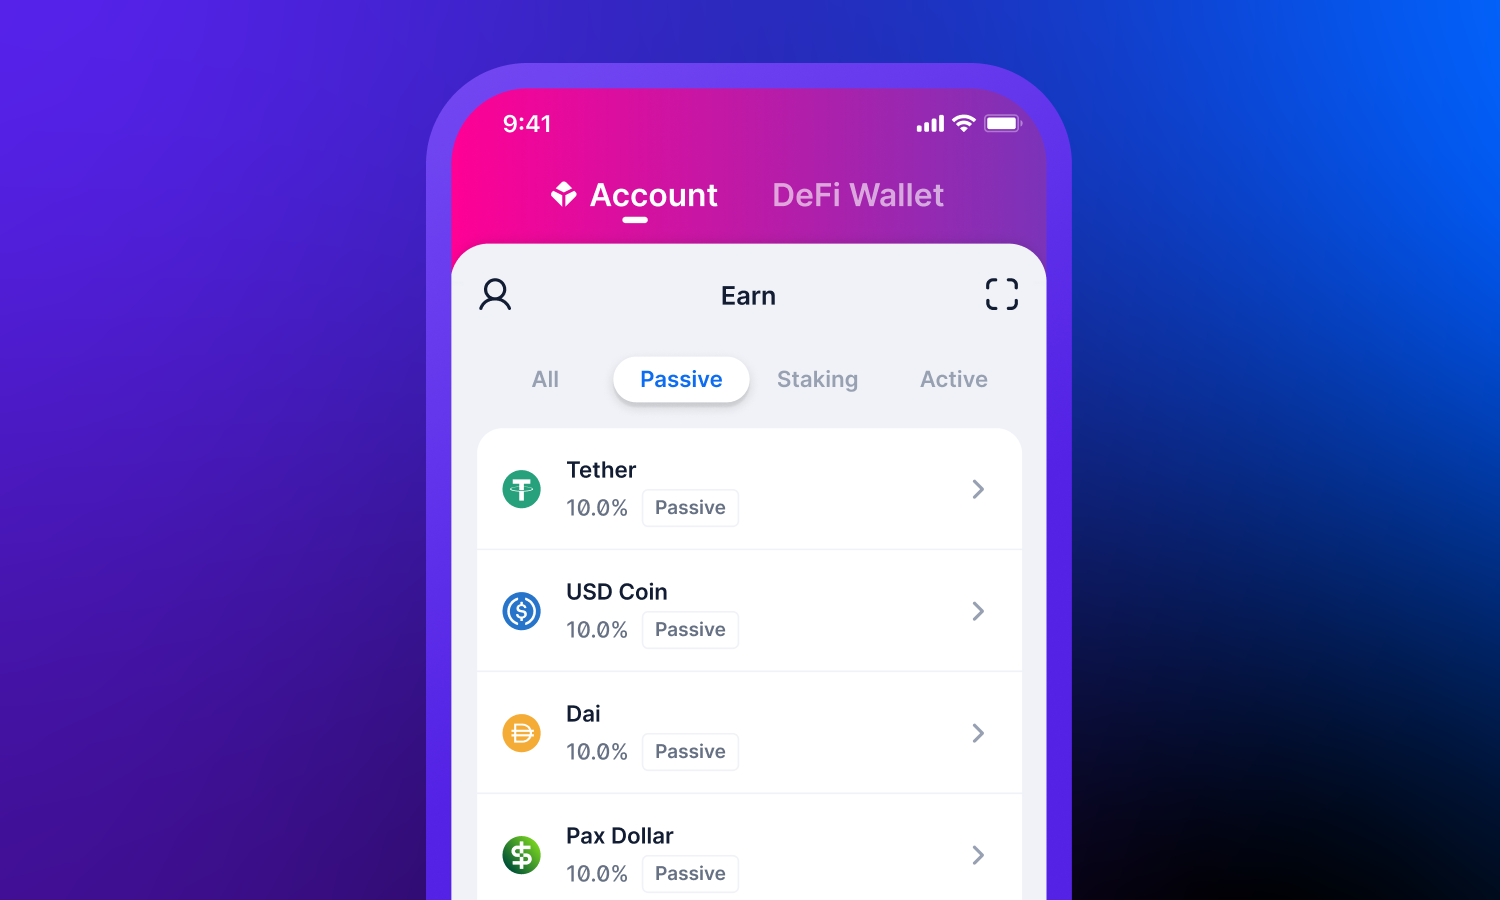 9:41
Account DeFi Wallet
Earn
All Passive Staking Active
Tether
10.0% Passive
USD Coin
10.0% Passive
Dai
10.0% Passive
Pax Dollar
10.0% Passive